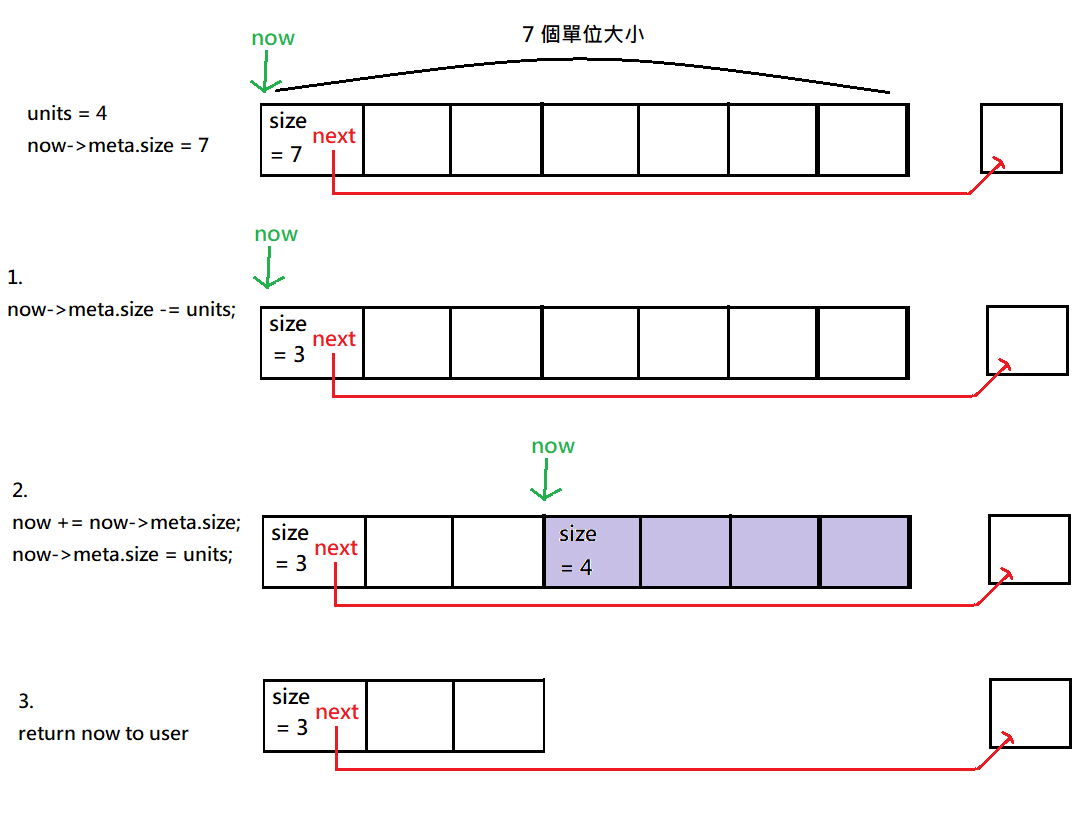 now
7 個單位大小
units = 4
now->meta.size = 7
size
= 7
next
now
1.
now->meta.size -= units;
size
= 3
next
now
2.
now += now->meta.size;
now->meta.size = units;
size
= 3
next
size
= 4
3.
return now to user
size
= 3
next